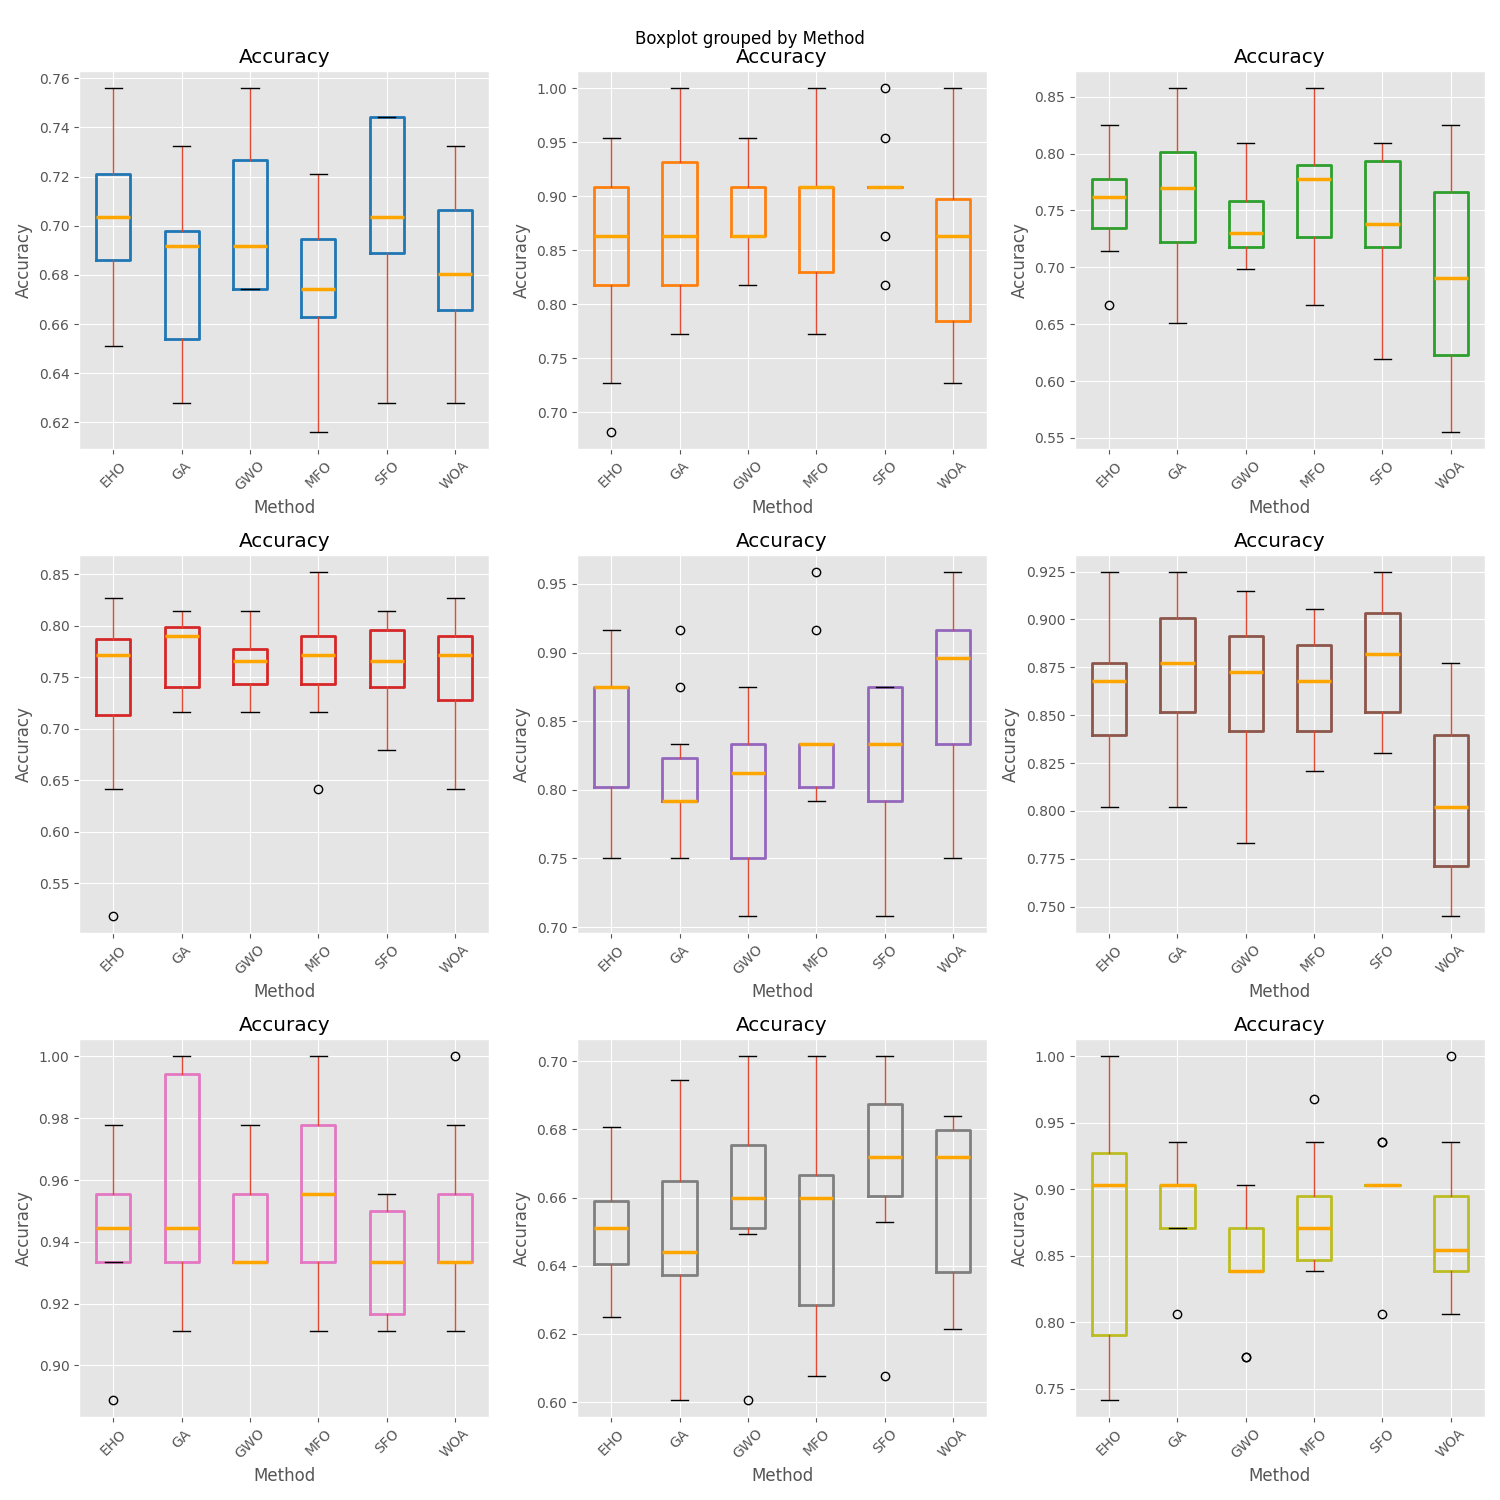 Boxplot grouped by Method
Accuracy
0.76
0.74
0.72
0.70
0.68
0.66
0.64
0.62
Accuracy
EHO GA GWO MFO SFO WOA
Method
Accuracy
1.00
0.95
0.90
0.85
0.80
0.75
0.70
Accuracy
EHO GA GWO MFO SFO WOA
Method
Accuracy
0.85
0.80
0.75
0.70
0.65
0.60
0.55
Accuracy
EHO GA GWO MFO SFO WOA
Method
Accuracy
0.85
0.80
0.75
0.70
0.65
0.60
0.55
Accuracy
EHO GA GWO MFO SFO WOA
Method
Accuracy
0.95
0.90
0.85
0.80
0.75
0.70
Accuracy
EHO GA GWO MFO SFO WOA
Method
Accuracy
0.925
0.900
0.875
0.850
0.825
0.800
0.775
0.750
Accuracy
EHO GA GWO MFO SFO WOA
Method
Accuracy
1.00
0.98
0.96
0.94
0.92
0.90
Accuracy
EHO GA GWO MFO SFO WOA
Method
Accuracy
0.70
0.68
0.66
0.64
0.62
0.60
Accuracy
EHO GA GWO MFO SFO WOA
Method
Accuracy
1.00
0.95
0.90
0.85
0.80
0.75
Accuracy
EHO GA GWO MFO SFO WOA
Method